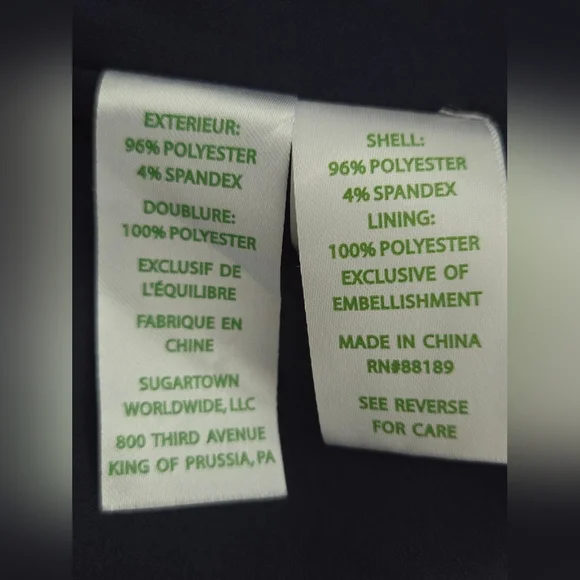 EXTERIEUR:
96% POLYESTER
4% SPANDEX
DOUBLURE:
100% POLYESTER
EXCLUSIF DE
L'ÉQUILIBRE
FABRIQUE EN
CHINE
SUGARTOWN
WORLDWIDE, LLC
800 THIRD AVENUE
KING OF PRUSSIA, PA
SHELL:
96% POLYESTER
4% SPANDEX
LINING:
100% POLYESTER
EXCLUSIVE OF
EMBELLISHMENT
MADE IN CHINA
RN#88189
SEE REVERSE
FOR CARE